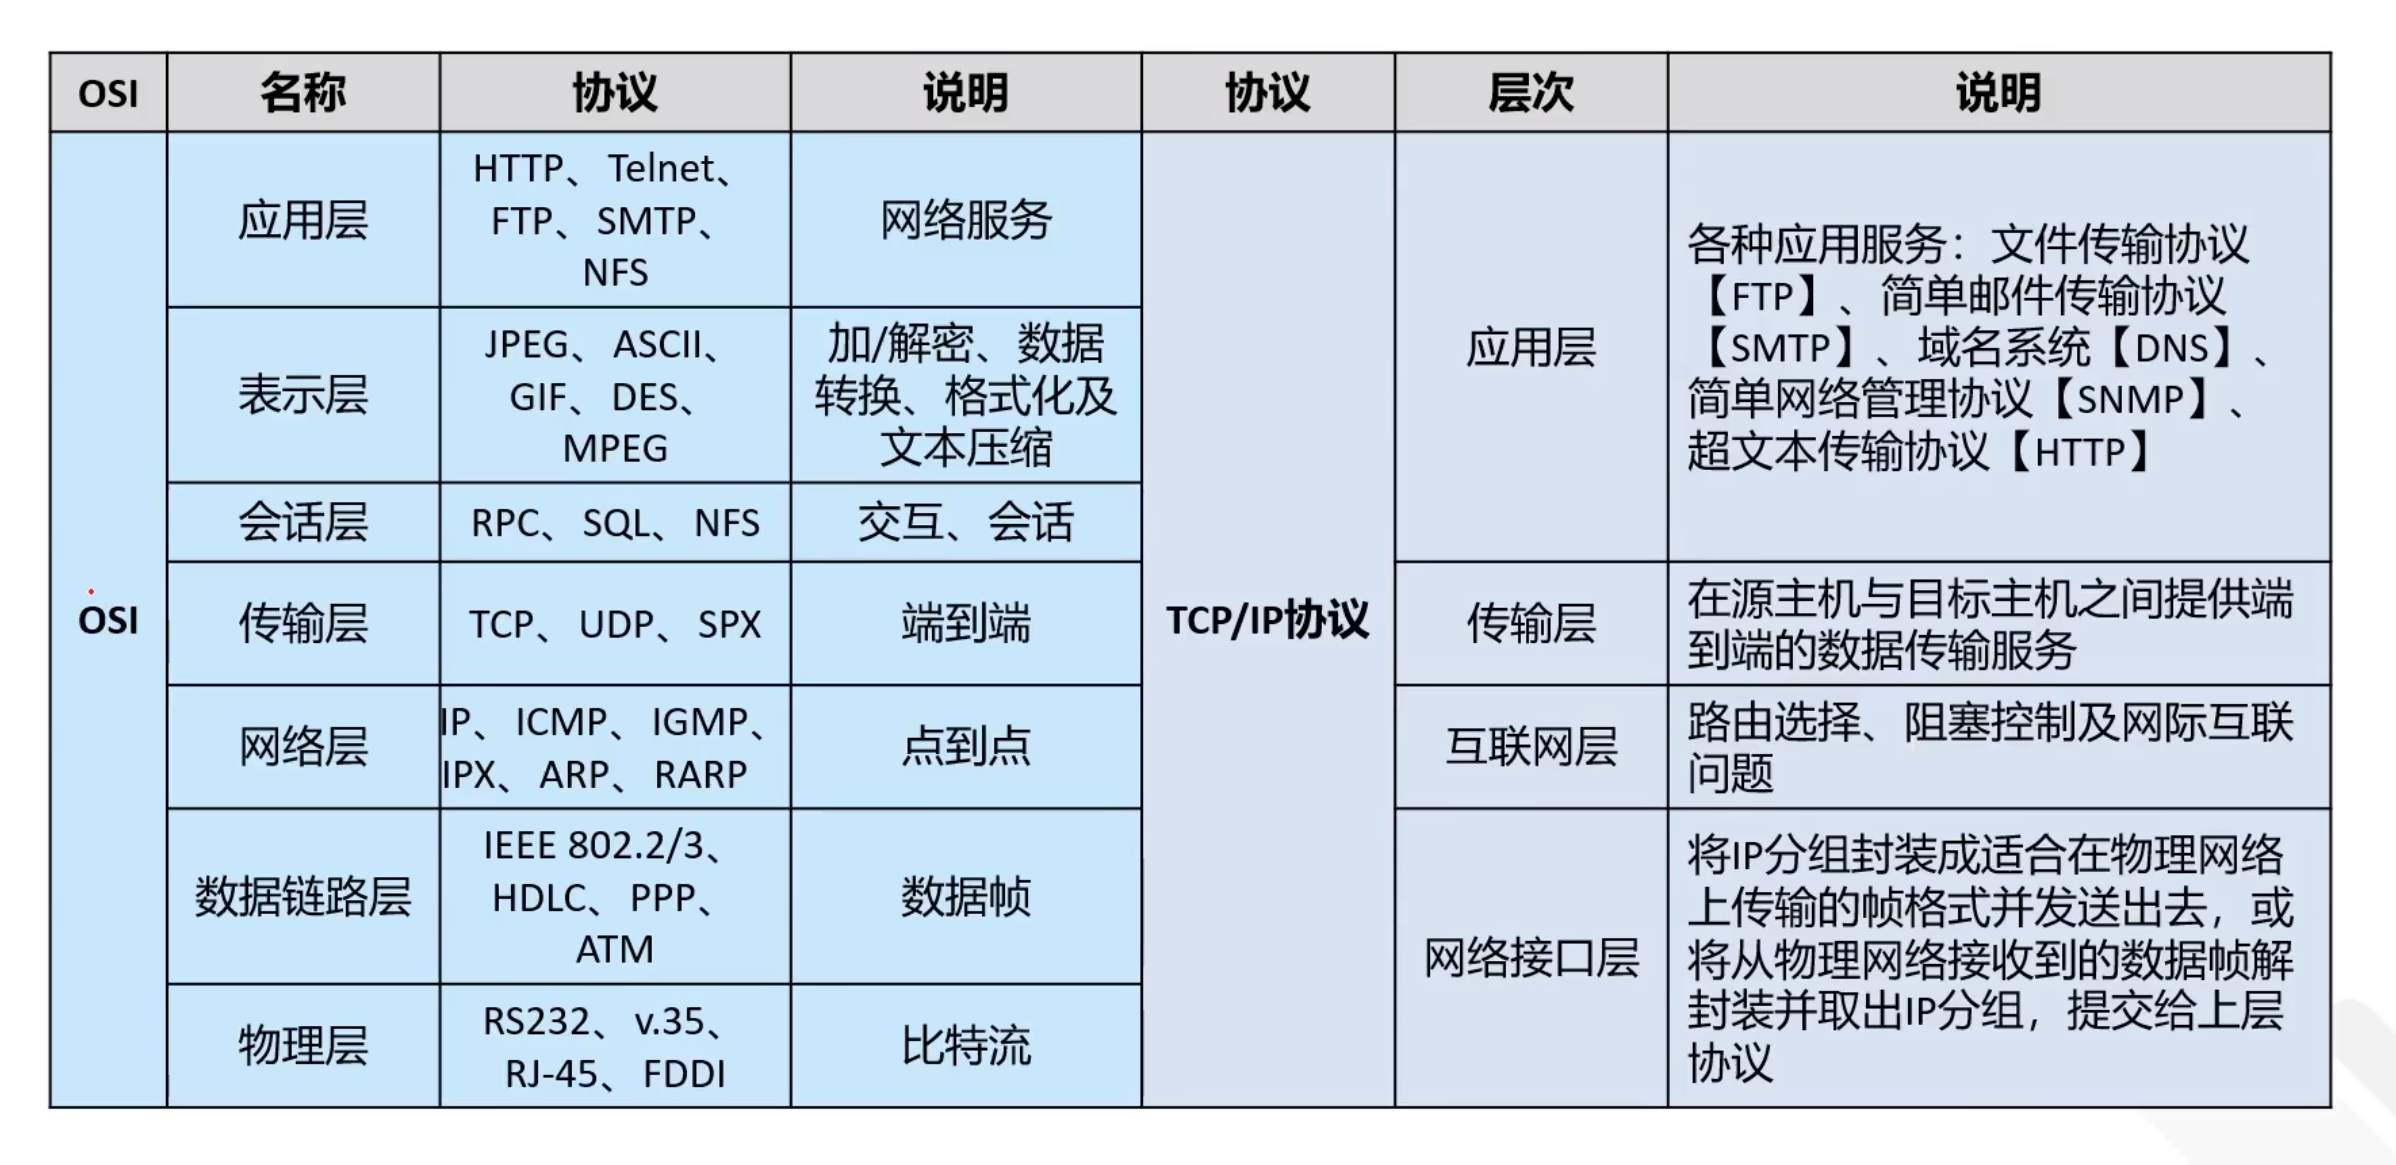 OSI 名称 协议 说明 协议 层次 说明
OSI
应用层
HTTP、Telnet、
FTP、SMTP、
NFS
网络服务
表示层
JPEG、ASCII、
GIF、DES、
MPEG
加/解密、数据
转换、格式化及
文本压缩
会话层
RPC、SQL、NFS
交互、会话
传输层
TCP、UDP、SPX
端到端
网络层
IP、ICMP、IGMP、
IPX、ARP、RARP
点到点
数据链路层
IEEE 802.2/3、
HDLC、PPP、
ATM
数据帧
物理层
RS232、v.35、
RJ-45、FDDI
比特流
TCP/IP协议
应用层
各种应用服务：文件传输协议
【FTP】、简单邮件传输协议
【SMTP】、域名系统【DNS】、
简单网络管理协议【SNMP】、
超文本传输协议【HTTP】
传输层
在源主机与目标主机之间提供端
到端的数据传输服务
互联网层
路由选择、阻塞控制及网际互联
问题
网络接口层
将IP分组封装成适合在物理网络
上传输的帧格式并发送出去，或
将从物理网络接收到的数据帧解
封装并取出IP分组，提交给上层
协议